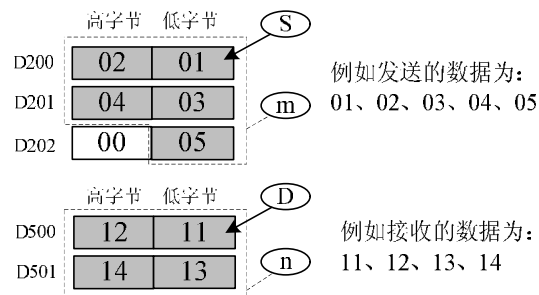 高字节 低字节
S
D200 02 01
例如发送的数据为:
D201 04 03
m
01、02、03、04、05
D202 00 05
高字节 低字节
D
D500 12 11
例如接收的数据为:
D501 14 13
n
11、12、13、14